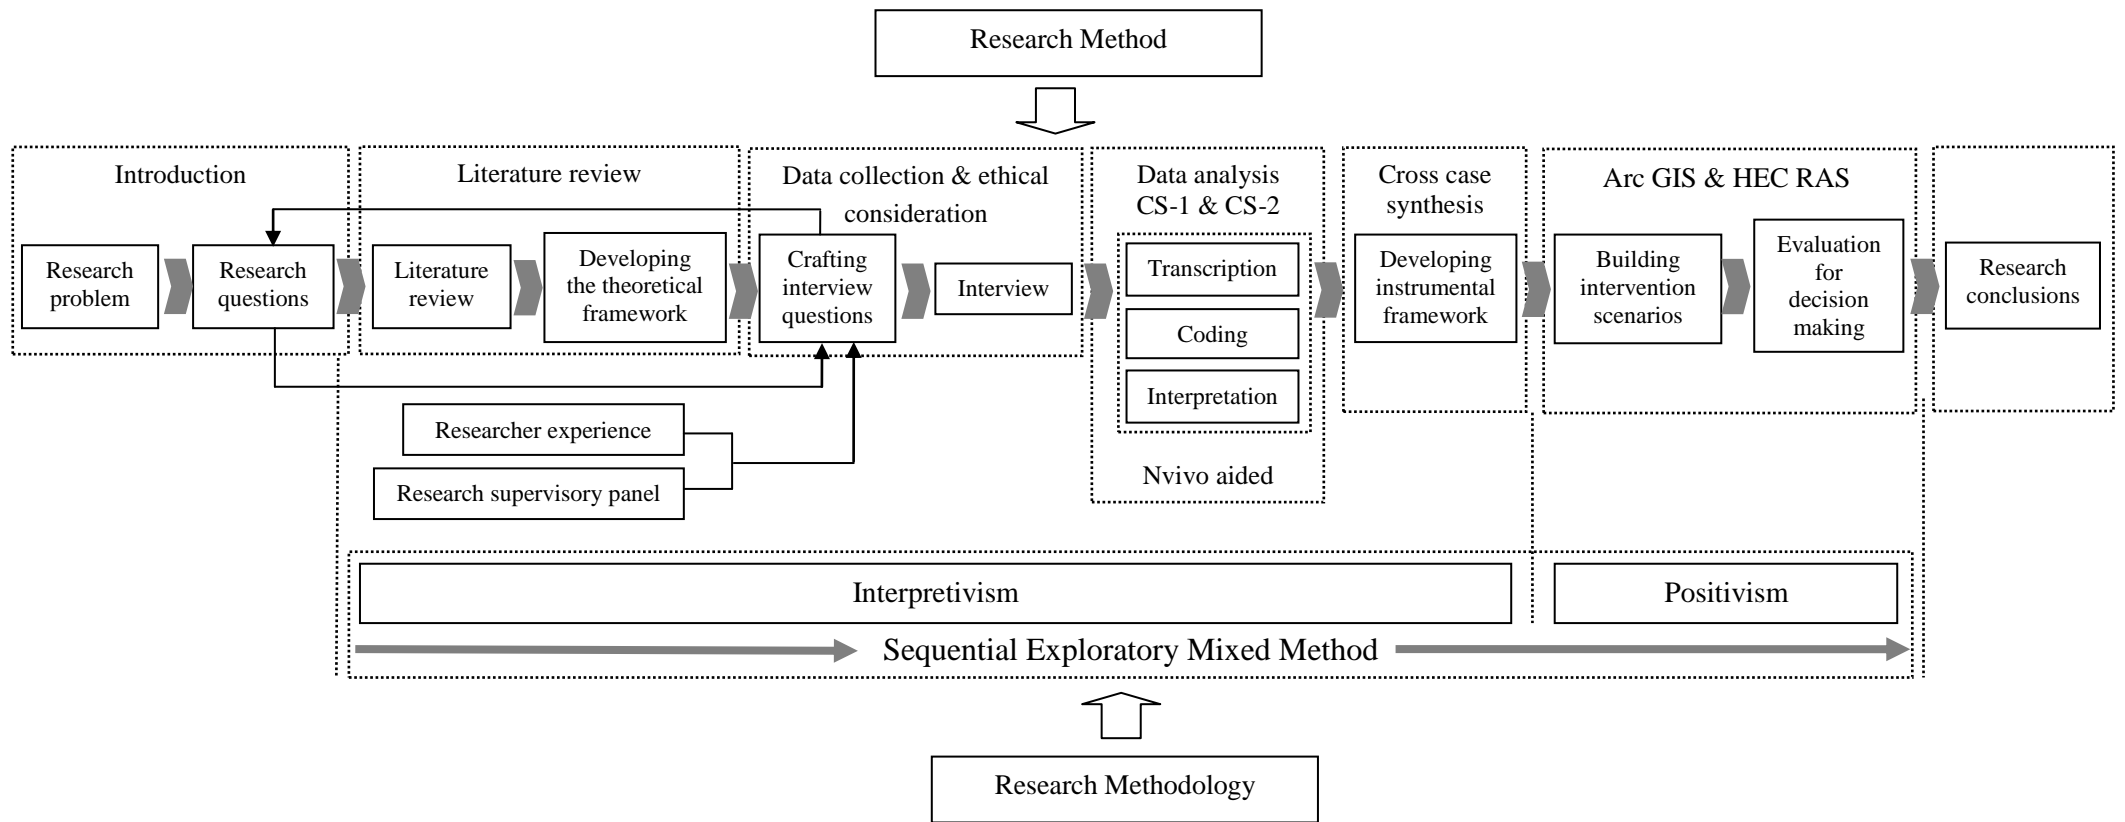 Research Method
Introduction
Research
problem
Research
questions
Literature review
Literature
review
Developing
the theoretical
framework
Data collection & ethical
consideration
Crafting
interview
questions
Interview
Data analysis
CS-1 & CS-2
Transcription
Coding
Interpretation
Nvivo aided
Cross case
synthesis
Developing
instrumental
framework
Arc GIS & HEC RAS
Building
intervention
scenarios
Evaluation
for
decision
making
Research
conclusions
Researcher experience
Research supervisory panel
Interpretivism
Positivism
Sequential Exploratory Mixed Method
Research Methodology